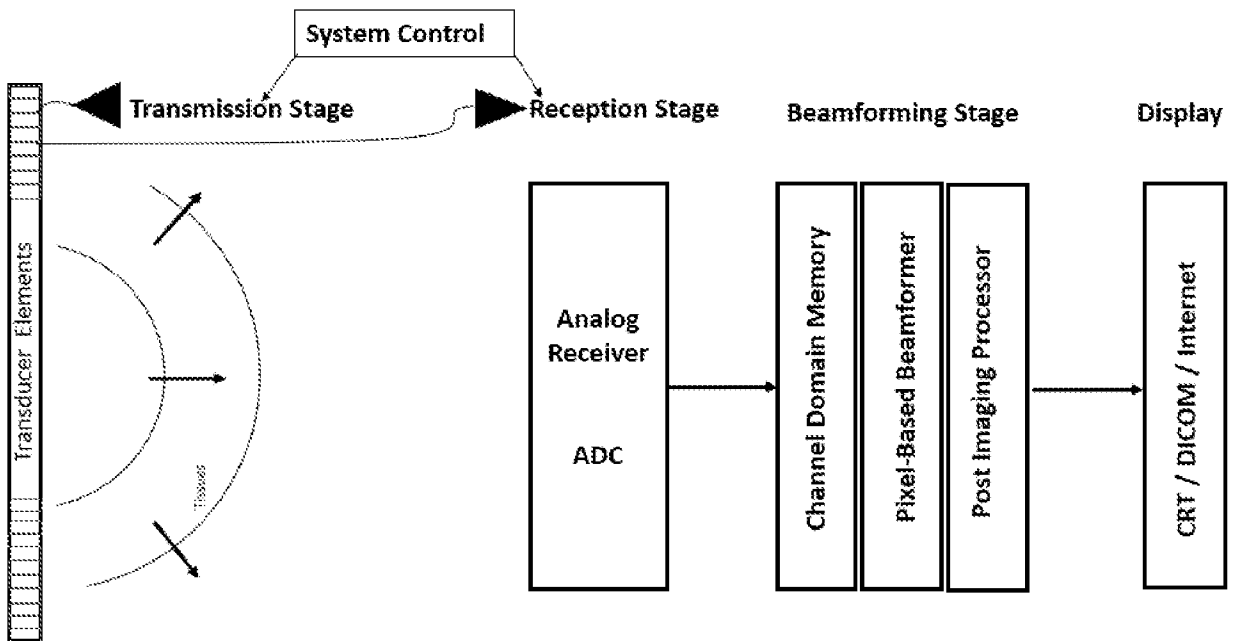 System Control
Transmission Stage
Reception Stage
Beamforming Stage
Display
Transducer Elements
Tissues
Analog
Receiver
ADC
Channel Domain Memory
Pixel-Based Beamformer
Post Imaging Processor
CRT / DICOM / Internet